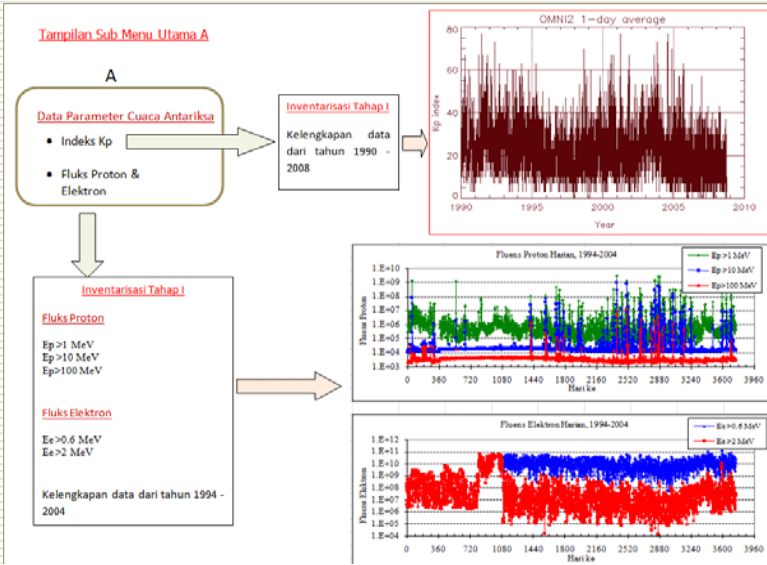 Tampilan Sub Menu Utama A
A
Data Parameter Cuaca Antariksa
• Indeks Kp
• Fluks Proton &
Elektron
Inventarisasi Tahap I
Kelengkapan data
dari tahun 1990 -
2008
OMNI2 1-day average
Kp index
80
60
40
20
0
1990 1995 2000 2005 2010
Year
Inventarisasi Tahap I
Fluks Proton
Ep>1 MeV
Ep>10 MeV
Ep>100 MeV
Fluks Elektron
Ee>0.6 MeV
Ee>2 MeV
Kelengkapan data dari tahun 1994 -
2004
Fluens Proton Harian, 1994-2004
Ep >1 MeV
Ep>10 MeV
Ep>100 MeV
Fluens Proton
1.E+10
1.E+09
1.E+08
1.E+07
1.E+06
1.E+05
1.E+04
1.E+03
0 360 720 1080 1440 1800 2160 2520 2880 3240 3600 3960
Hari ke
Fluens Elektron Harian, 1994-2004
Ee>0.6 MeV
Ee>2 MeV
Fluens Elektron
1.E+12
1.E+11
1.E+10
1.E+09
1.E+08
1.E+07
1.E+06
1.E+05
1.E+04
0 360 720 1080 1440 1800 2160 2520 2880 3240 3600 3960
Hari ke